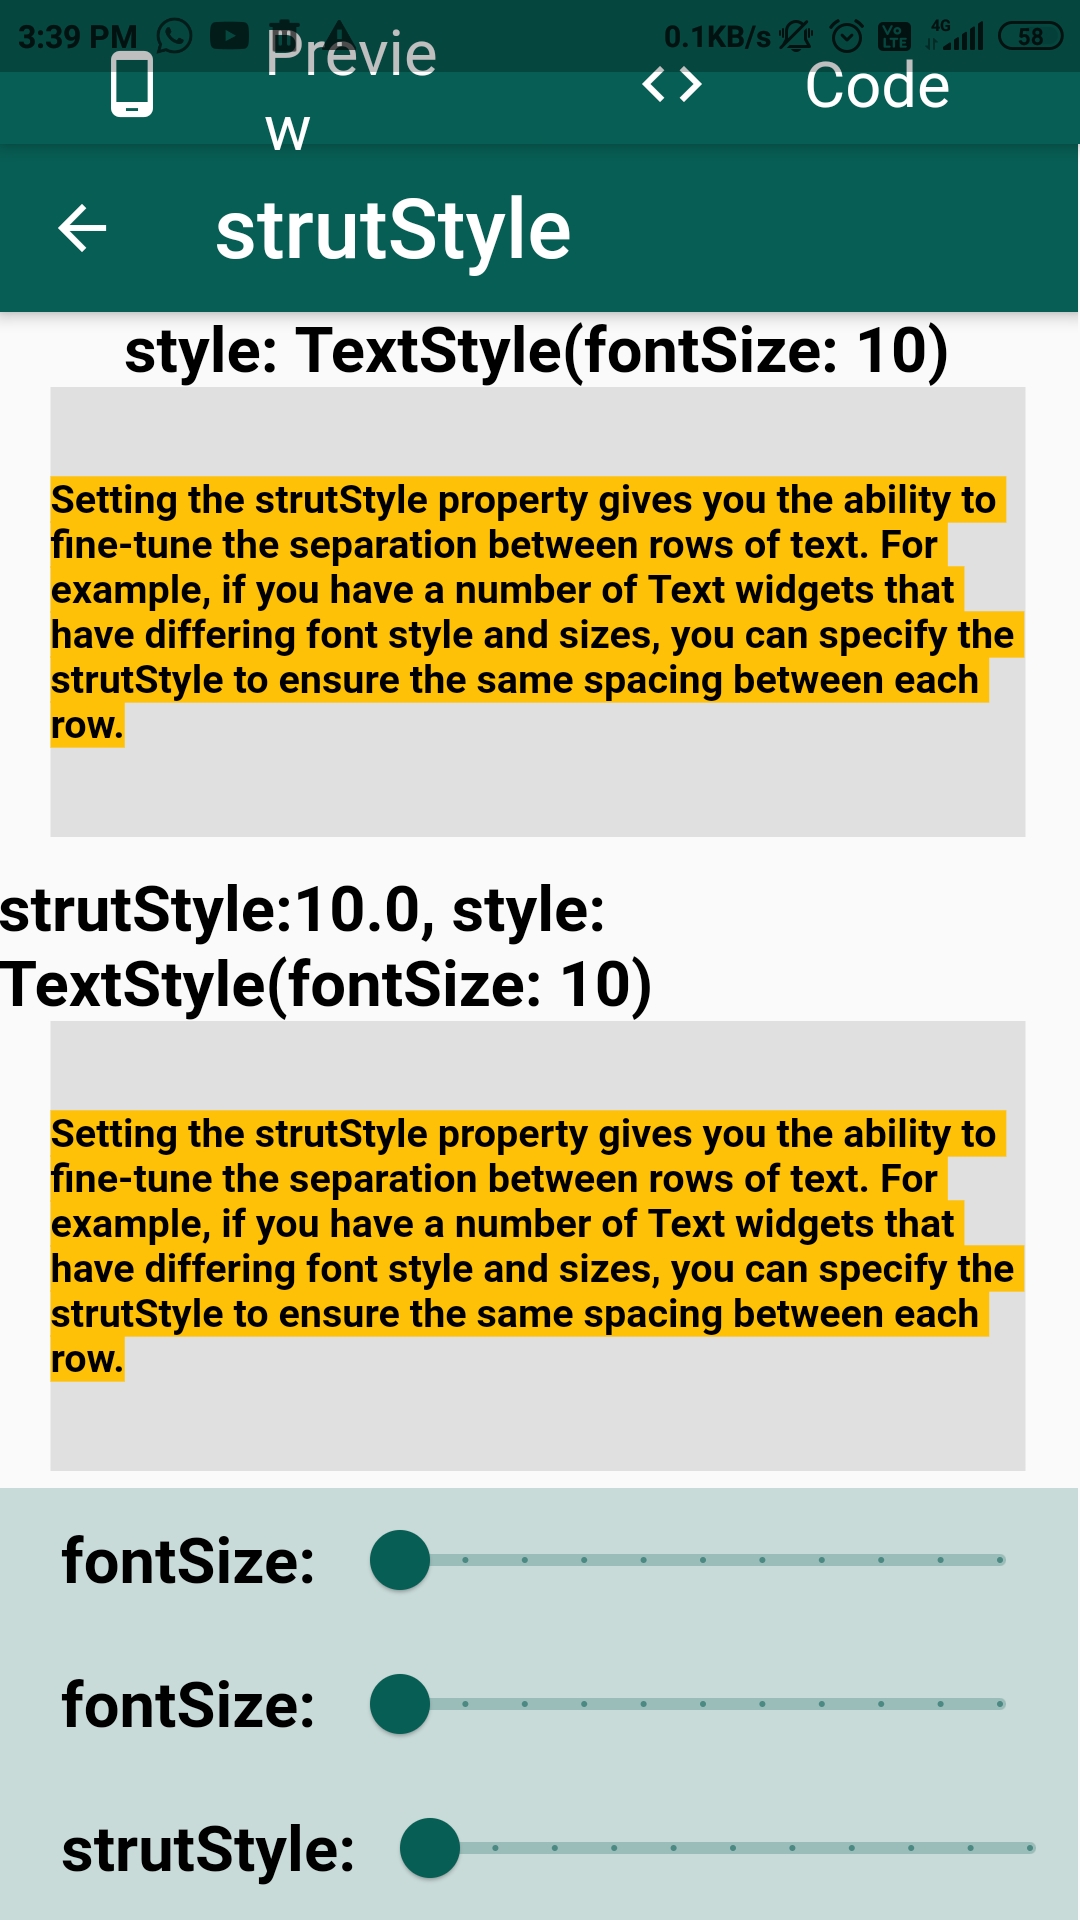 3:39 PM 0.1KB/s Vo LTE 4G 58
Previe
w
Code
strutStyle
style: TextStyle(fontSize: 10)
Setting the strutStyle property gives you the ability to
fine-tune the separation between rows of text. For
example, if you have a number of Text widgets that
have differing font style and sizes, you can specify the
strutStyle to ensure the same spacing between each
row.
strutStyle:10.0, style:
TextStyle(fontSize: 10)
Setting the strutStyle property gives you the ability to
fine-tune the separation between rows of text. For
example, if you have a number of Text widgets that
have differing font style and sizes, you can specify the
strutStyle to ensure the same spacing between each
row.
fontSize:
fontSize:
strutStyle: